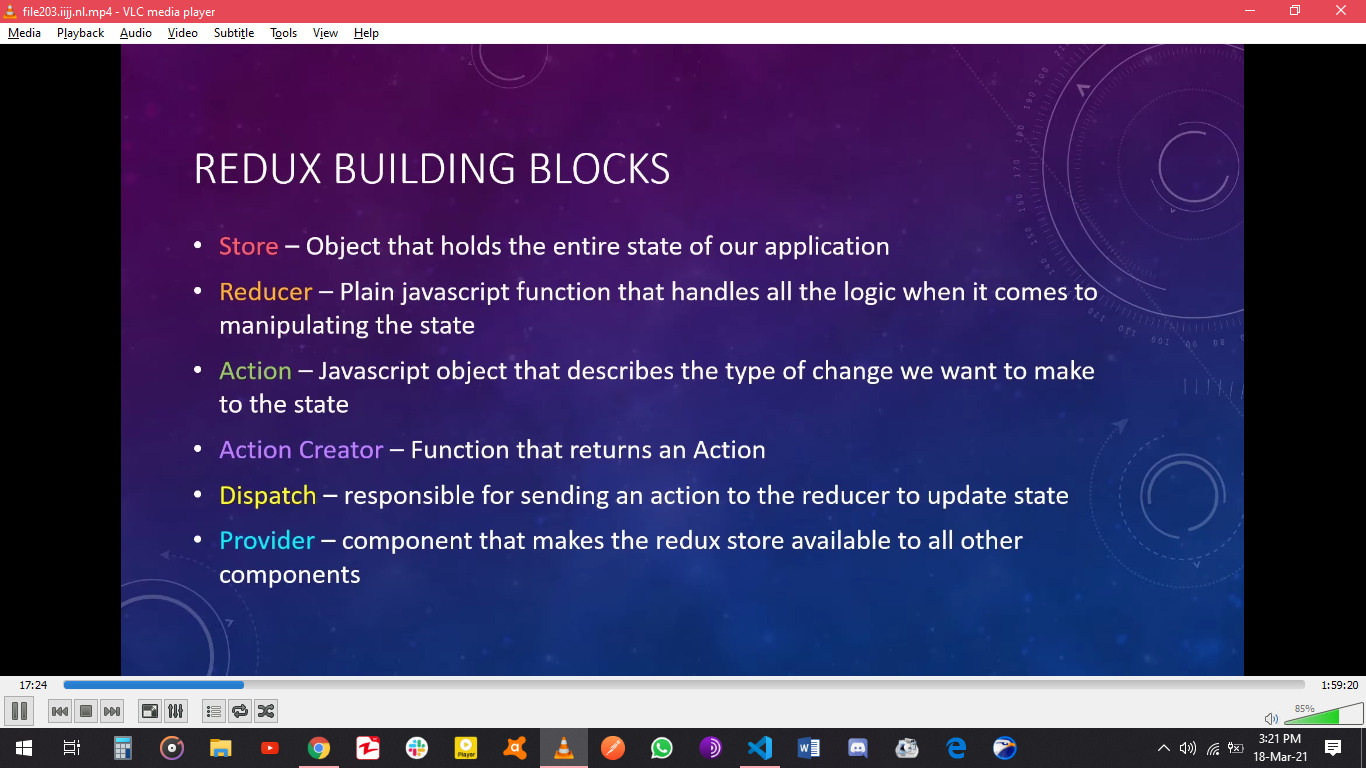 file203.iijj.nl.mp4 - VLC media player
Media Playback Audio Video Subtitle Tools View Help
REDUX BUILDING BLOCKS
• Store – Object that holds the entire state of our application
• Reducer – Plain javascript function that handles all the logic when it comes to
manipulating the state
• Action – Javascript object that describes the type of change we want to make
to the state
• Action Creator – Function that returns an Action
• Dispatch – responsible for sending an action to the reducer to update state
• Provider – component that makes the redux store available to all other
components
17:24
1:59:20
85%
Player
3:21 PM
18-Mar-21